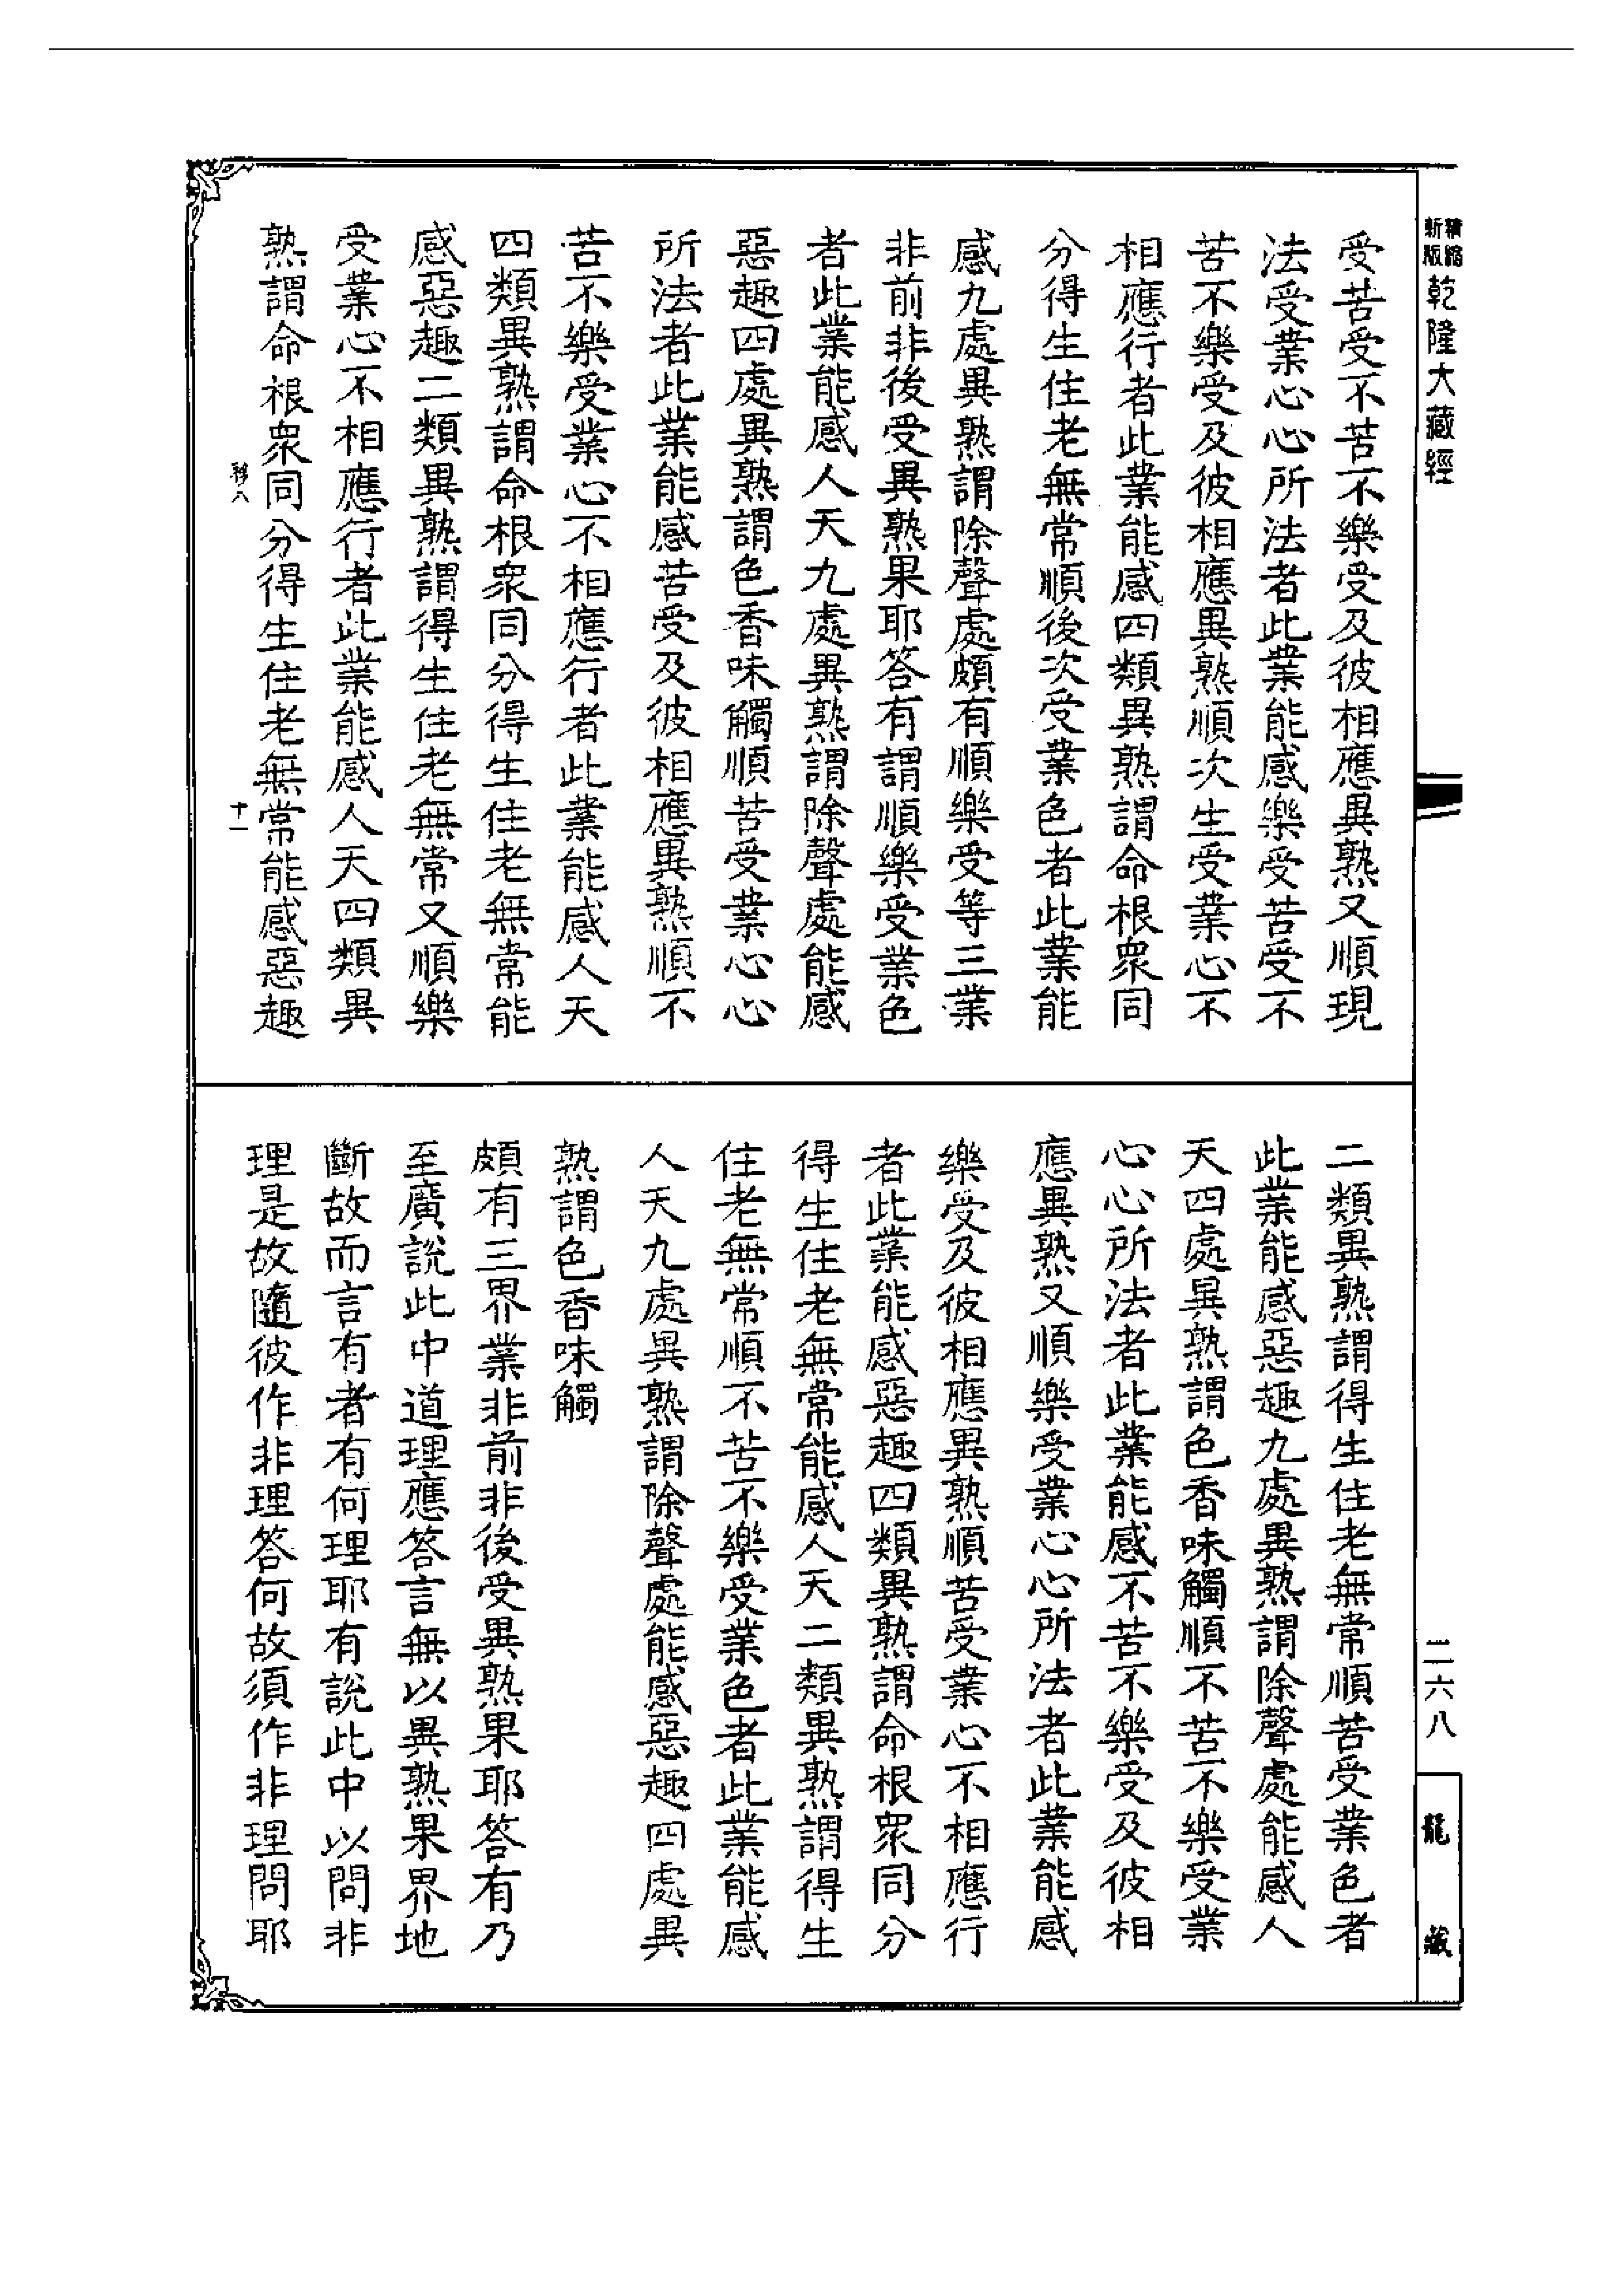 新版 精縮 乾隆大藏經
受苦受不苦不樂受及彼相應異熟又順現
法受業心心所法者此業能感樂受苦受不
苦不樂受及彼相應異熟順次生受業心不
相應行者此業能感四類異熟謂命根眾同
分得生住老無常順後次受業色者此業能
感九處異熟謂除聲處頗有順樂受等三業
非前非後受異熟果耶答有謂順樂受業色
者此業能感人天九處異熟謂除聲處能感
惡趣四處異熟謂色香味觸順苦受業心心
所法者此業能感苦受及彼相應異熟順不
苦不樂受業心不相應行者此業能感人天
四類異熟謂命根眾同分得生住老無常能
感惡趣二類異熟謂得生住老無常又順樂
受業心不相應行者此業能感人天四類異
熟謂命根眾同分得生住老無常能感惡趣
移八 十一
二類異熟謂得生住老無常順苦受業色者
此業能感惡趣九處異熟謂除聲處能感人
天四處異熟謂色香味觸順不苦不樂受業
心心所法者此業能感不苦不樂受及彼相
應異熟又順樂受業心心所法者此業能感
樂受及彼相應異熟順苦受業心不相應行
者此業能感惡趣四類異熟謂命根眾同分
得生住老無常能感人天二類異熟謂得生
住老無常順不苦不樂受業色者此業能感
人天九處異熟謂除聲處能感惡趣四處異
熟謂色香味觸
頗有三界業非前非後受異熟果耶答有乃
至廣說此中道理應答言無以異熟果界地
斷故而言有者有何理耶有說此中以問非
理是故隨彼作非理答何故須作非理問耶
二六八
龍藏